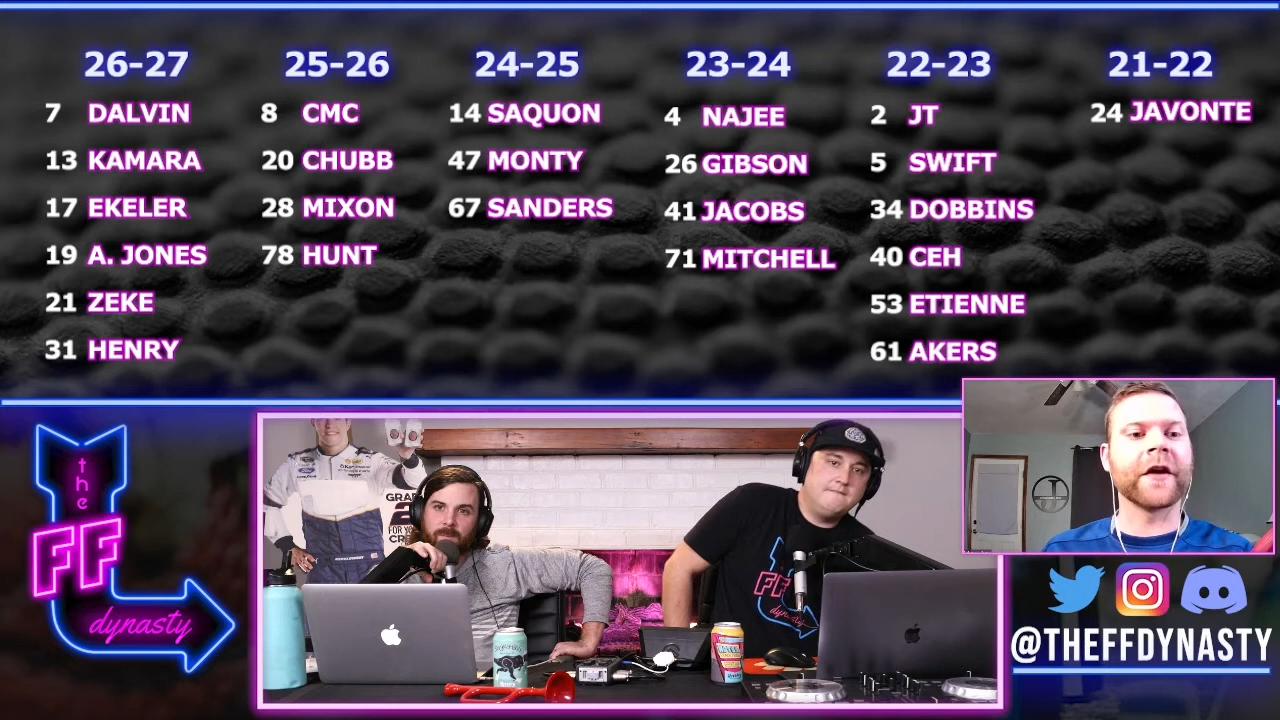 26-27
7 DALVIN
13 KAMARA
17 EKELER
19 A. JONES
21 ZEKE
31 HENRY
25-26
8 CMC
20 CHUBB
28 MIXON
78 HUNT
24-25
14 SAQUON
47 MONTY
67 SANDERS
23-24
4 NAJEE
26 GIBSON
41 JACOBS
71 MITCHELL
22-23
2 JT
5 SWIFT
34 DOBBINS
40 CEH
53 ETIENNE
61 AKERS
21-22
24 JAVONTE
the
FF
dynasty
FF
dynasty
@THEFFDYNASTY